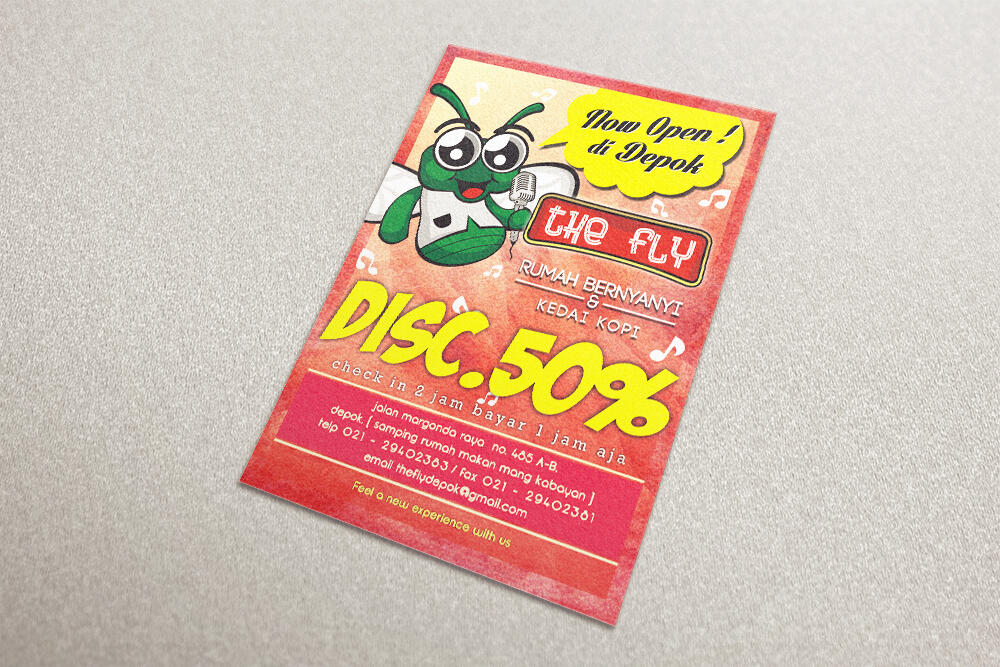 Now Open !
di Depok
THE FLY
RUMAH BERNYANYI
&
KEDAI KOPI
DISC.50%
check in 2 jam bayar 1 jam aja
jalan margonda raya no. 485 A-B,
depok, [ samping rumah makan mang kabayan ]
telp 021 - 29402383 / fax 021 - 29402381
email theflydepok@gmail.com
Feel a new experience with us